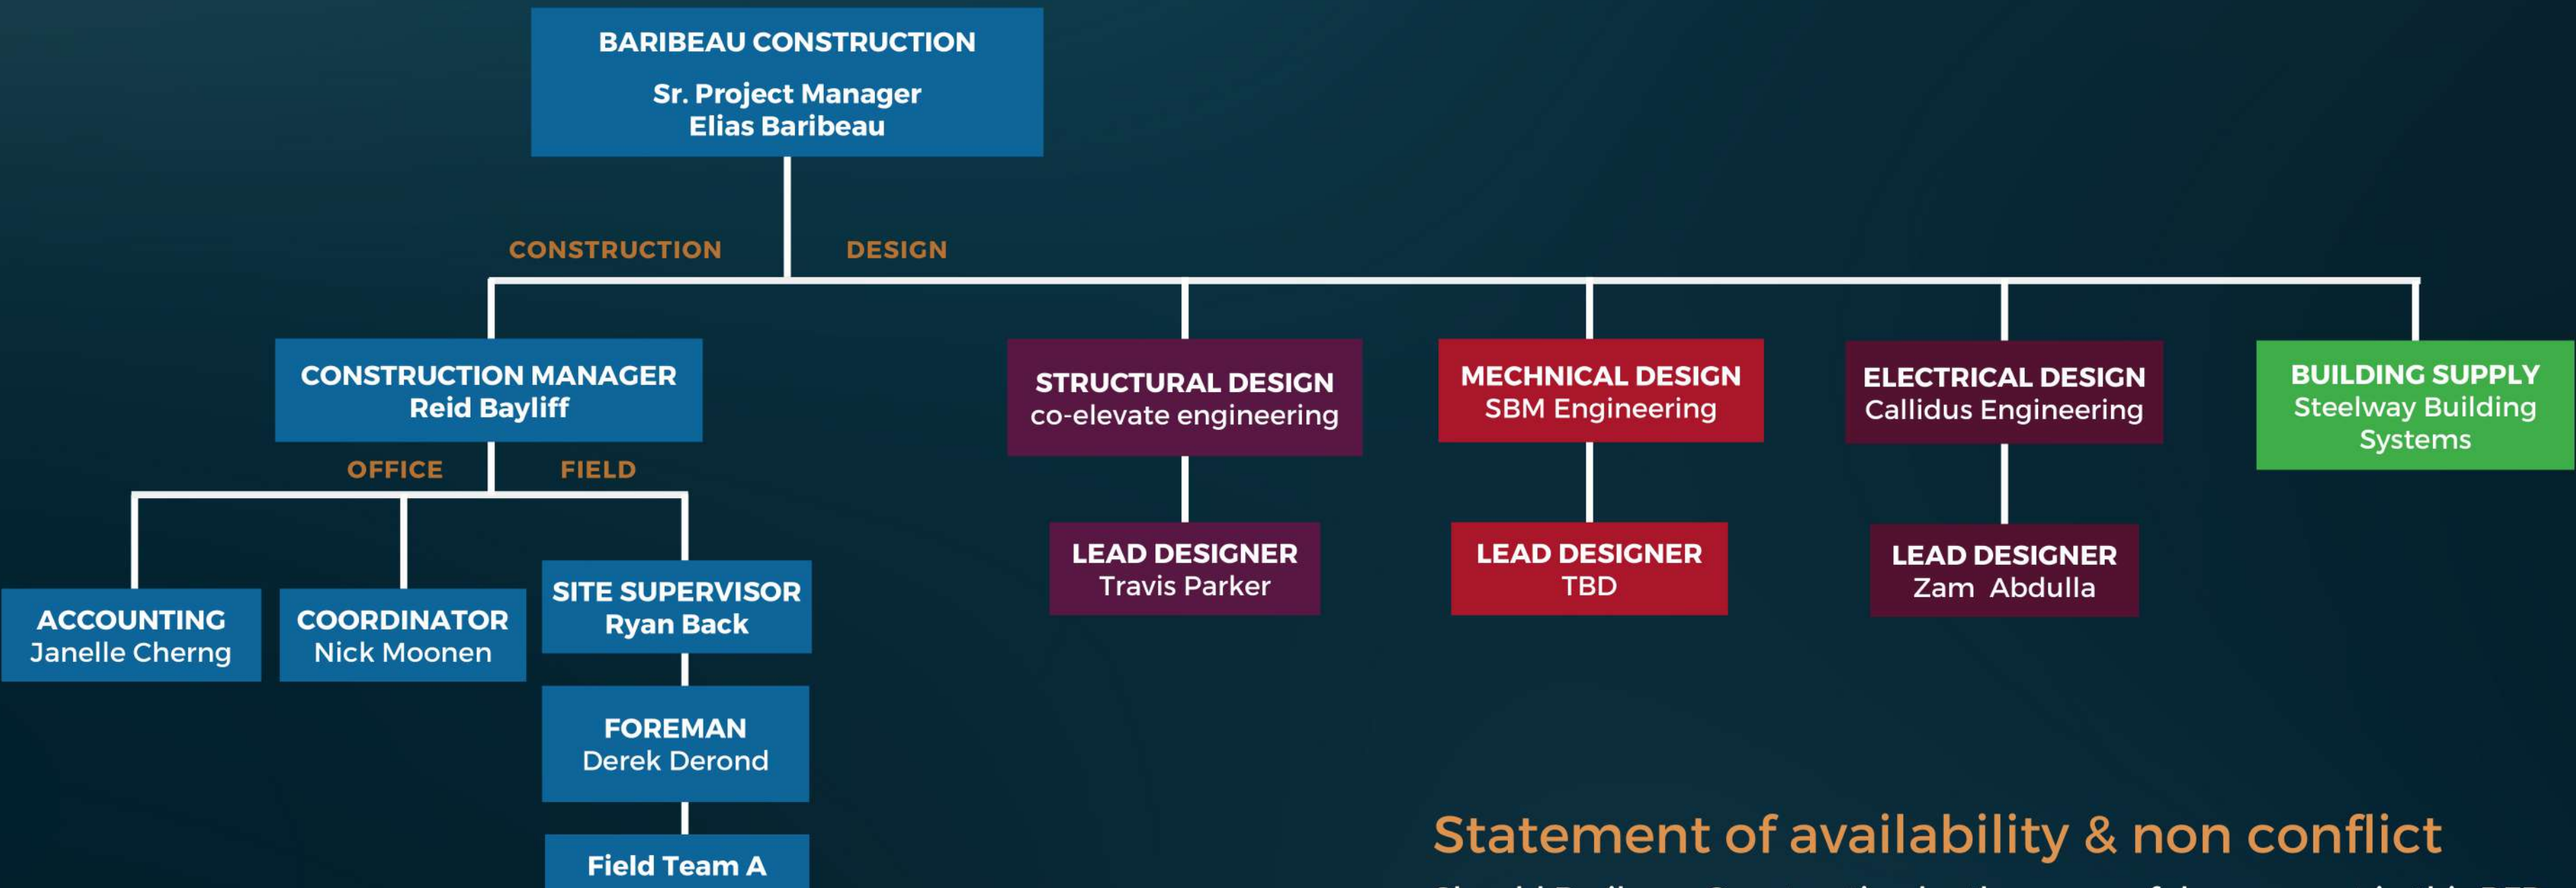 BARIBEAU CONSTRUCTION
Sr. Project Manager
Elias Baribeau
CONSTRUCTION
DESIGN
CONSTRUCTION MANAGER
Reid Bayliff
OFFICE
FIELD
ACCOUNTING
Janelle Cherng
COORDINATOR
Nick Moonen
SITE SUPERVISOR
Ryan Back
FOREMAN
Derek Derond
Field Team A
STRUCTURAL DESIGN
co-elevate engineering
LEAD DESIGNER
Travis Parker
MECHNICAL DESIGN
SBM Engineering
LEAD DESIGNER
TBD
ELECTRICAL DESIGN
Callidus Engineering
LEAD DESIGNER
Zam Abdulla
BUILDING SUPPLY
Steelway Building
Systems
Statement of availability & non conflict